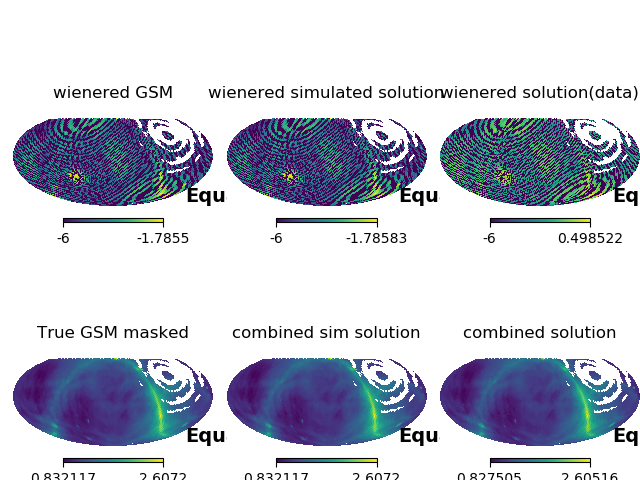 wienered GSM wienered simulated solution wienered solution(data)
Equ Equ Eq
-6 -1.7855 -6 -1.78583 -6 0.498522
True GSM masked combined sim solution combined solution
Equ Equ Eq
0.832117 2.6072 0.832117 2.6072 0.827505 2.60516